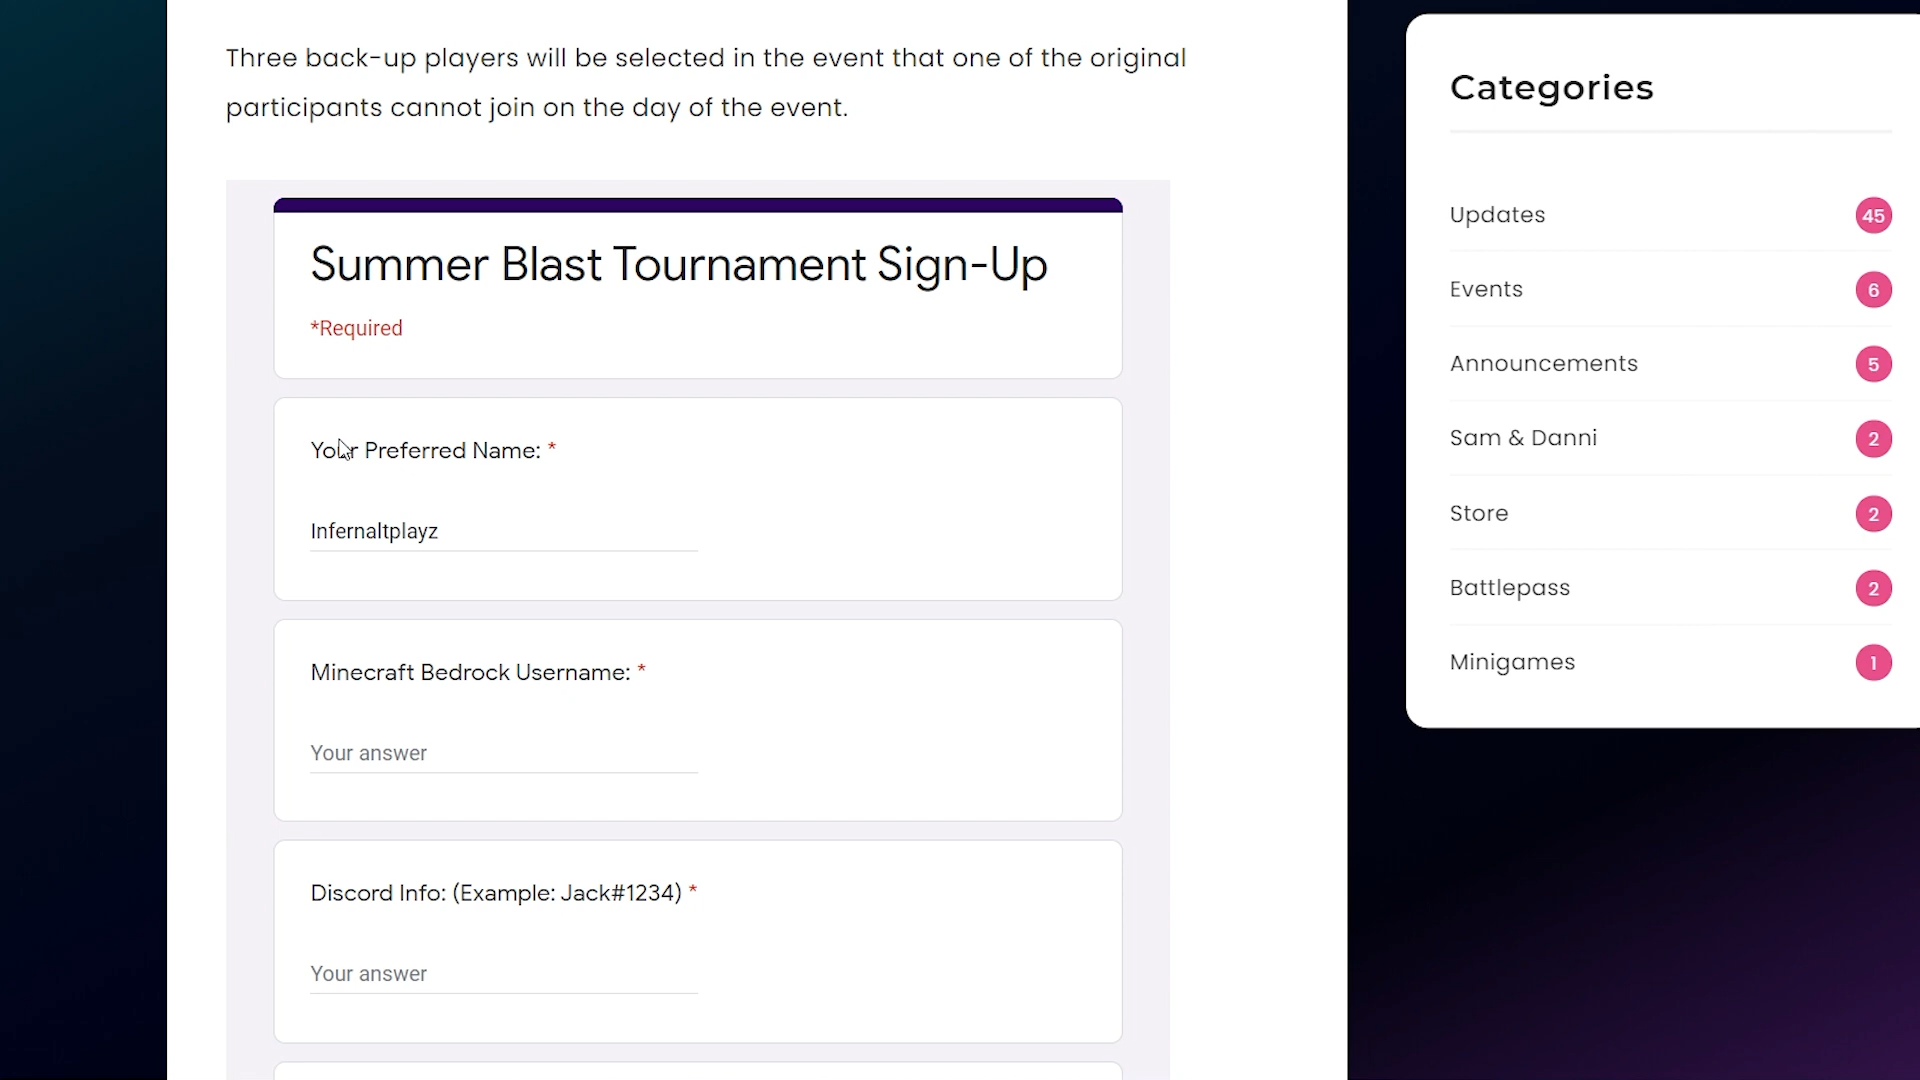 Three back-up players will be selected in the event that one of the original
participants cannot join on the day of the event.
Summer Blast Tournament Sign-Up
*Required
Your Preferred Name: *
Infernaltplayz
Minecraft Bedrock Username: *
Your answer
Discord Info: (Example: Jack#1234) *
Your answer
Categories
Updates 45
Events 6
Announcements 5
Sam & Danni 2
Store 2
Battlepass 2
Minigames 1